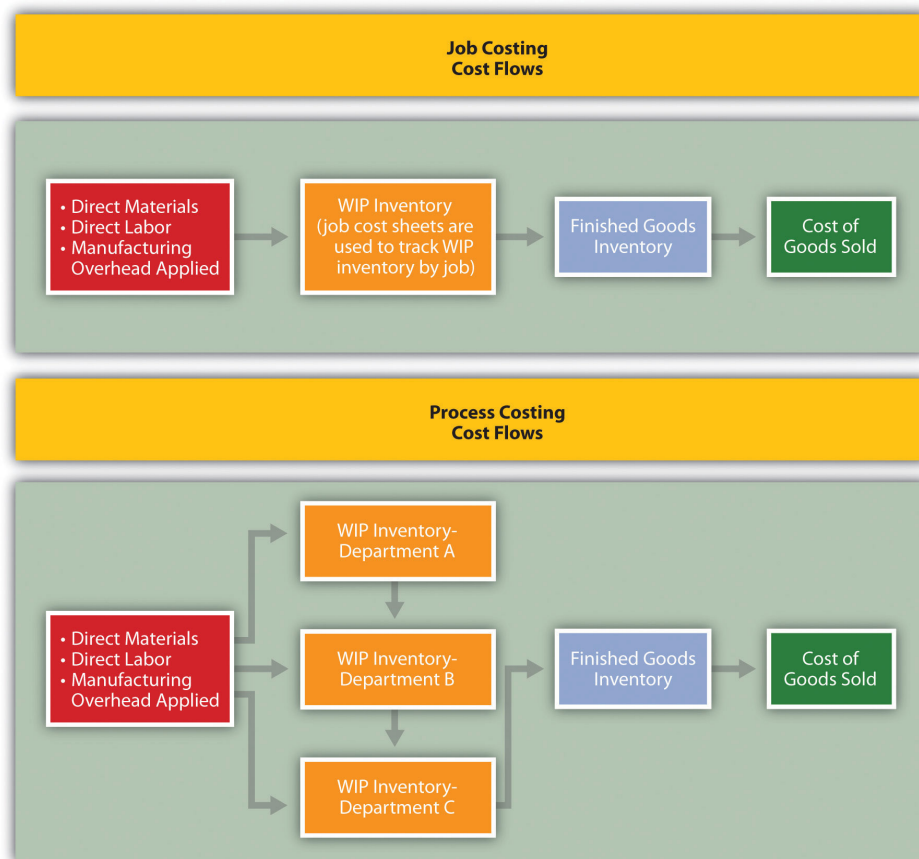 Job Costing
Cost Flows
• Direct Materials
• Direct Labor
• Manufacturing
Overhead Applied
WIP Inventory
(job cost sheets are
used to track WIP
inventory by job)
Finished Goods
Inventory
Cost of
Goods Sold
Process Costing
Cost Flows
• Direct Materials
• Direct Labor
• Manufacturing
Overhead Applied
WIP Inventory-
Department A
WIP Inventory-
Department B
WIP Inventory-
Department C
Finished Goods
Inventory
Cost of
Goods Sold